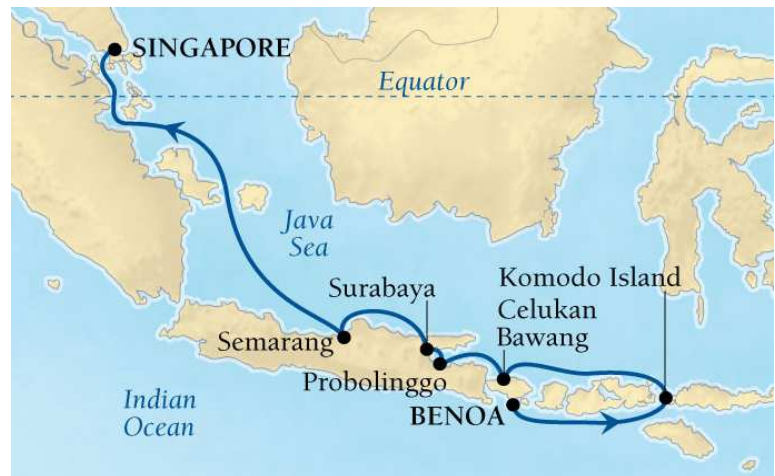 SINGAPORE
Equator
Java
Sea
Komodo Island
Surabaya
Celukan
Bawang
Semarang
Probolinggo
BENOA
Indian
Ocean